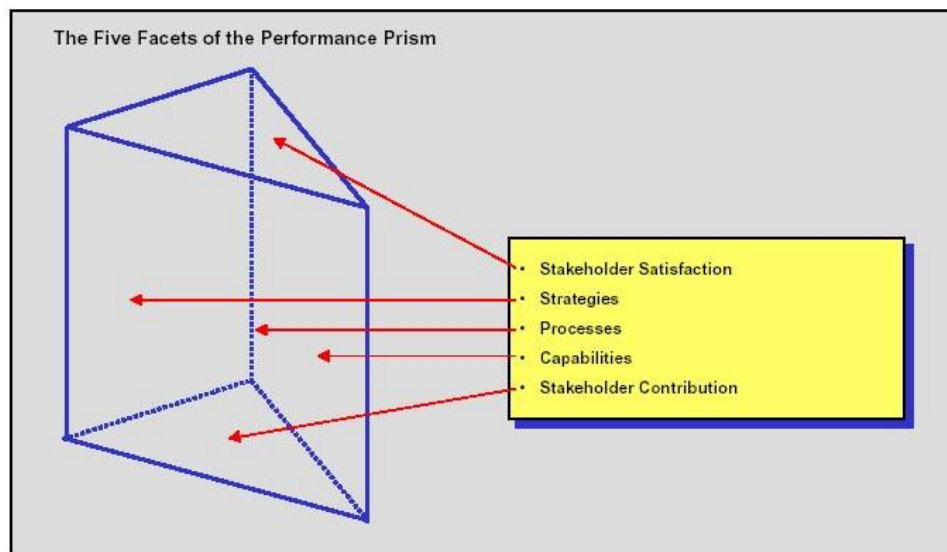 The Five Facets of the Performance Prism
• Stakeholder Satisfaction
• Strategies
• Processes
• Capabilities
• Stakeholder Contribution